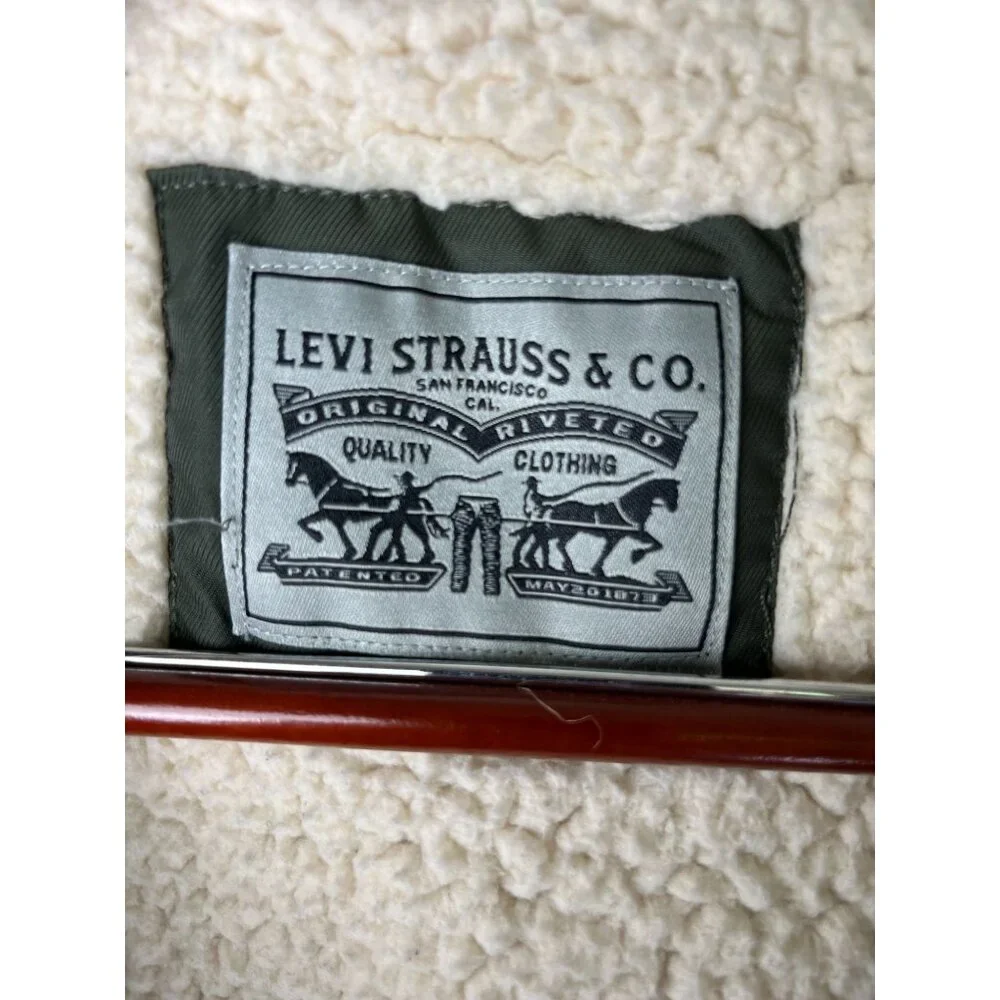 LEVI STRAUSS & CO.
SAN FRANCISCO
CAL.
ORIGINAL RIVETED
QUALITY CLOTHING
PATENTED MAY 20 1873